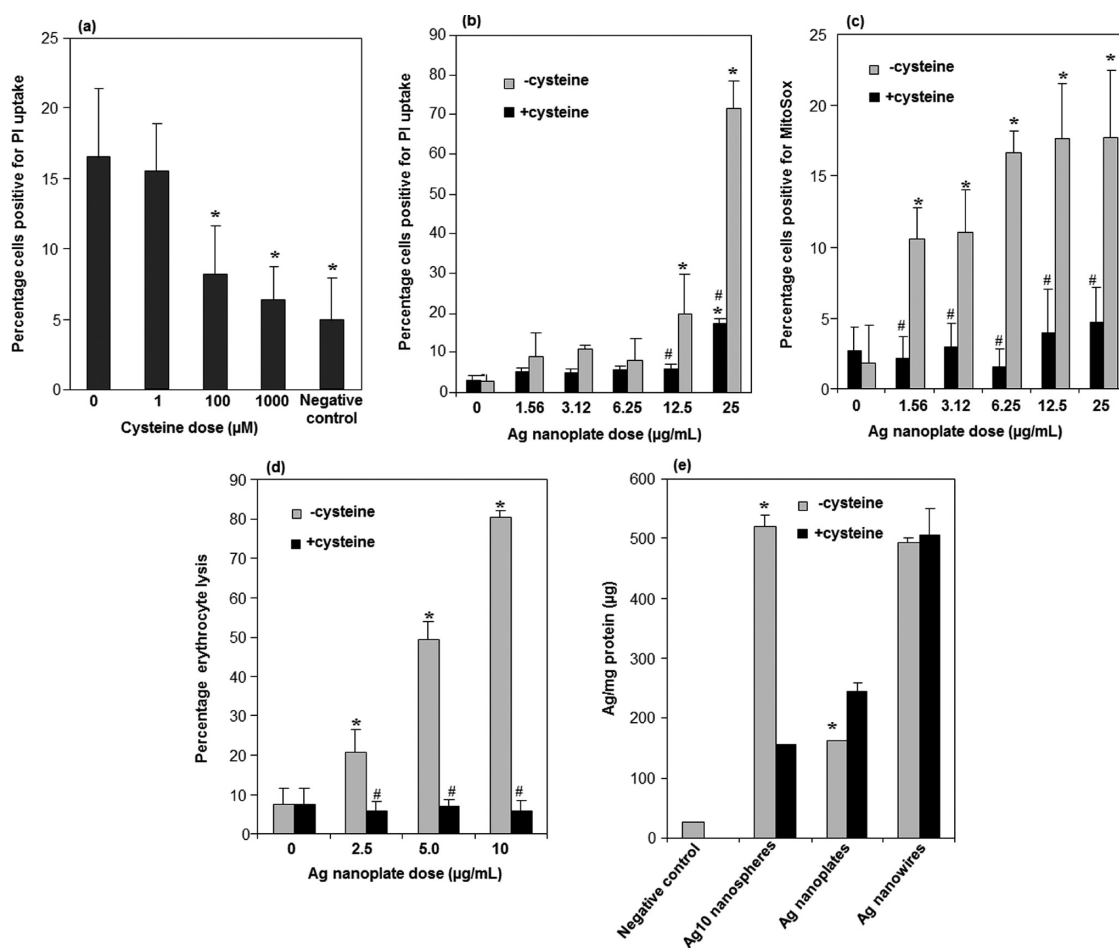 (a)
25
20
15
10
5
0
Percentage cells positive for PI uptake
0 1 100 1000 Negative control
Cysteine dose (µM)
* * *
(b)
90
80
70
60
50
40
30
20
10
0
Percentage cells positive for PI uptake
-cysteine
+cysteine
*
*
#
#
*
0 1.56 3.12 6.25 12.5 25
Ag nanoplate dose (µg/mL)
(c)
25
20
15
10
5
0
Percentage cells positive for MitoSox
-cysteine
+cysteine
* * * * *
# # # # #
0 1.56 3.12 6.25 12.5 25
Ag nanoplate dose (µg/mL)
(d)
90
80
70
60
50
40
30
20
10
0
Percentage erythrocyte lysis
-cysteine
+cysteine
* * *
# # #
0 2.5 5.0 10
Ag nanoplate dose (µg/mL)
(e)
600
500
400
300
200
100
0
Ag/mg protein (µg)
-cysteine
+cysteine
* *
Negative control
Ag10 nanospheres
Ag nanoplates
Ag nanowires